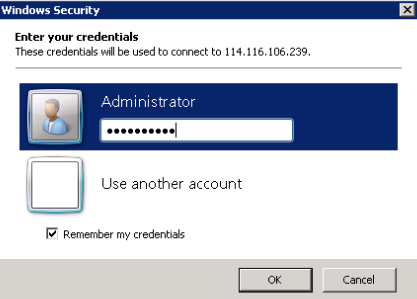 Windows Security
Enter your credentials
These credentials will be used to connect to 114.116.106.239.
Administrator
••••••••••
Use another account
Remember my credentials
OK
Cancel